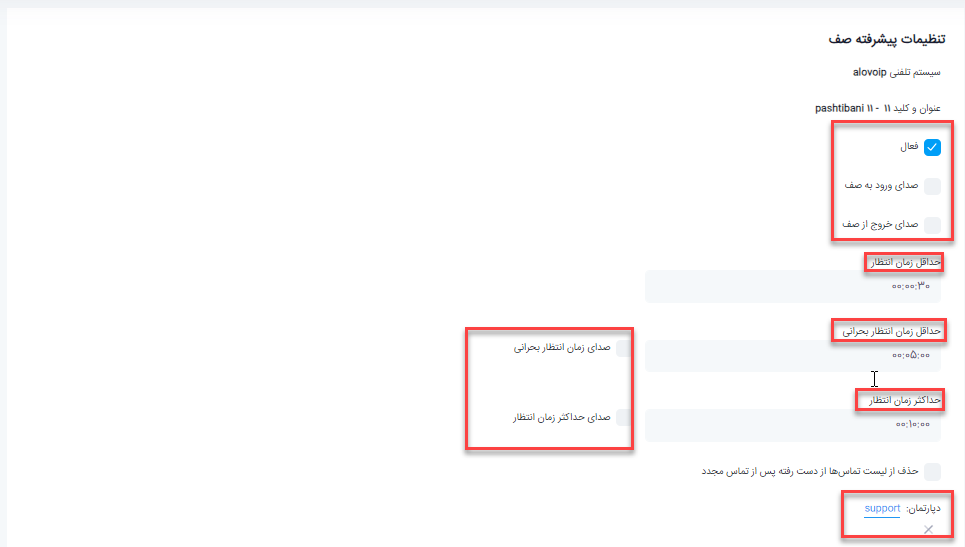 تنظیمات پیشرفته صف
سیستم تلفنی alovoip
عنوان و کلید ۱۱ - pashtibani ۱۱
فعال
صدای ورود به صف
صدای خروج از صف
حداقل زمان انتظار
۰۰:۰۰:۳۰
حداقل زمان انتظار بحرانی
۰۰:۰۵:۰۰
صدای زمان انتظار بحرانی
حداکثر زمان انتظار
۰۰:۱۰:۰۰
صدای حداکثر زمان انتظار
حذف از لیست تماس‌ها از دست رفته پس از تماس مجدد
دپارتمان: support